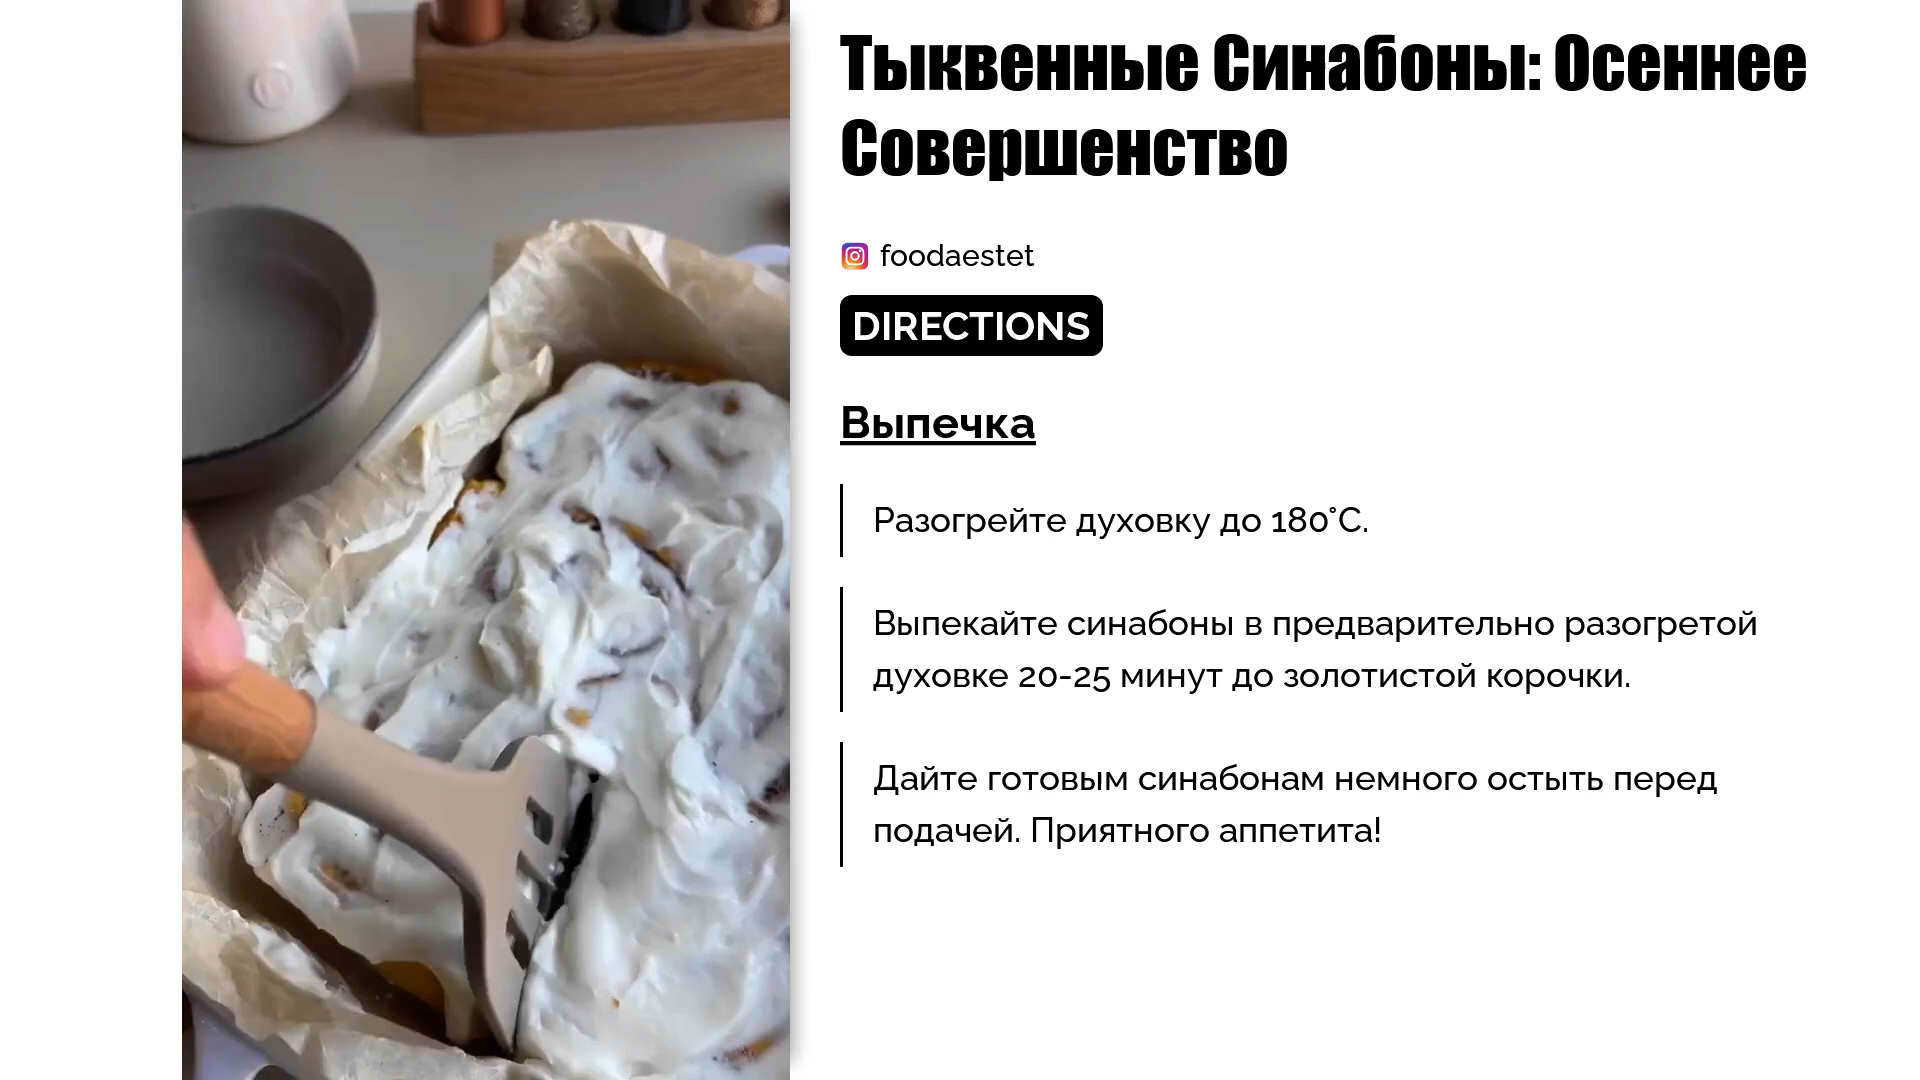 Тыквенные Синабоны: Осеннее
Совершенство
foodaestet
DIRECTIONS
Выпечка
Разогрейте духовку до 180°C.
Выпекайте синабоны в предварительно разогретой
духовке 20-25 минут до золотистой корочки.
Дайте готовым синабонам немного остыть перед
подачей. Приятного аппетита!